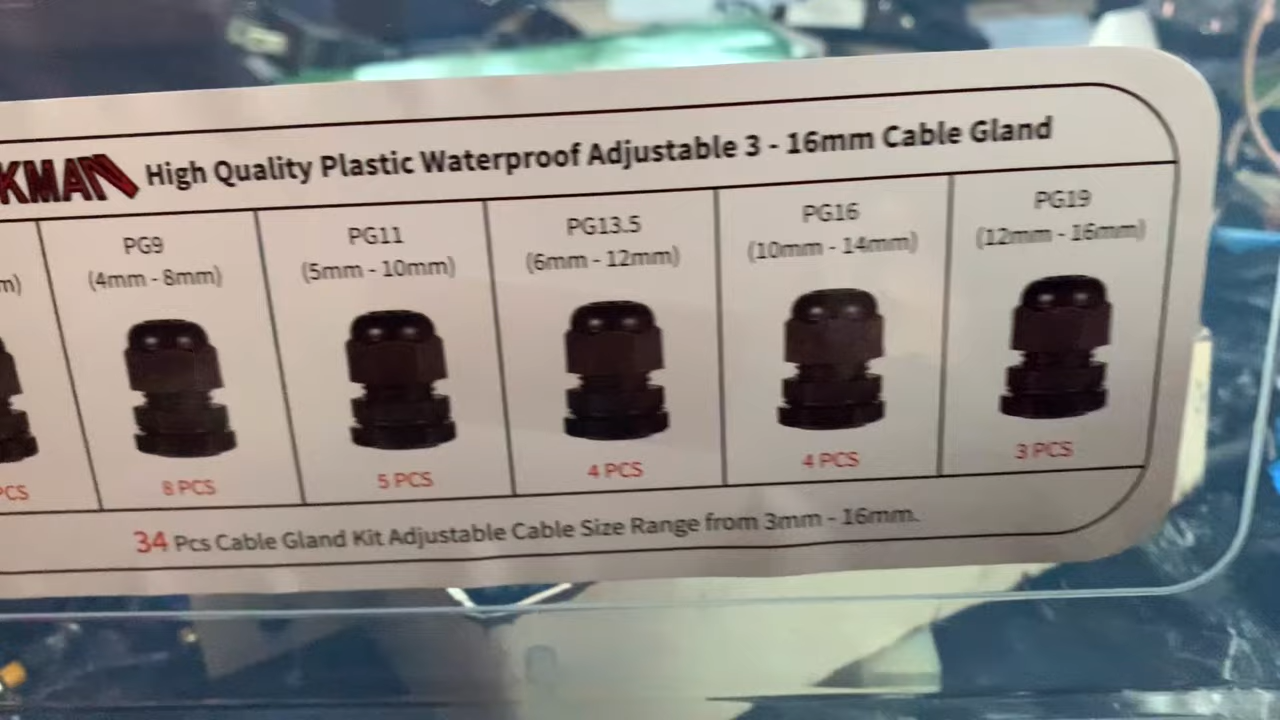 KMAN High Quality Plastic Waterproof Adjustable 3 - 16mm Cable Gland
m)
PCS
PG9
(4mm - 8mm)
8 PCS
PG11
(5mm - 10mm)
5 PCS
PG13.5
(6mm - 12mm)
4 PCS
PG16
(10mm - 14mm)
4 PCS
PG19
(12mm - 16mm)
3 PCS
34 Pcs Cable Gland Kit Adjustable Cable Size Range from 3mm - 16mm.